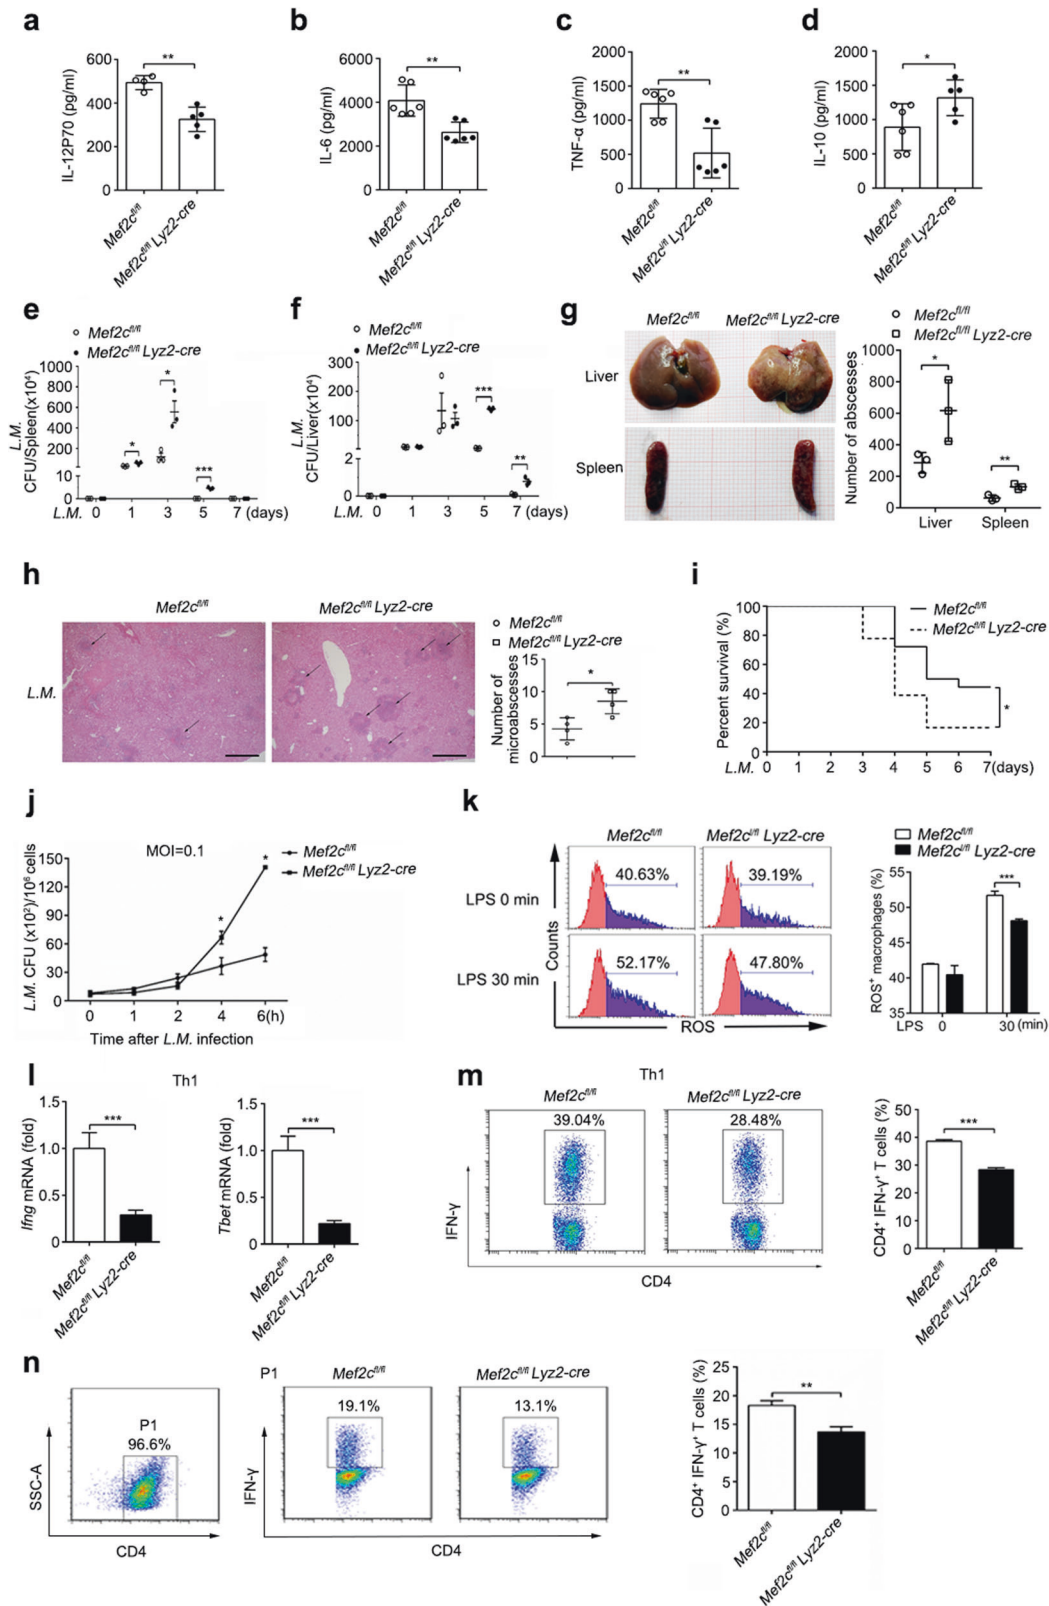 a
IL-12P70 (pg/ml)
600
400
200
0
**
Mef2c^fl/fl
Mef2c^fl/fl Lyz2-cre
b
IL-6 (pg/ml)
6000
4000
2000
0
**
Mef2c^fl/fl
Mef2c^fl/fl Lyz2-cre
c
TNF-α (pg/ml)
2000
1500
1000
500
0
**
Mef2c^fl/fl
Mef2c^fl/fl Lyz2-cre
d
IL-10 (pg/ml)
2000
1500
1000
500
0
*
Mef2c^fl/fl
Mef2c^fl/fl Lyz2-cre
e
Mef2c^fl/fl
Mef2c^fl/fl Lyz2-cre
L.M.
CFU/Spleen(x10⁴)
1000
800
600
400
200
10
0
*
*
***
L.M. 0 1 3 5 7 (days)
f
Mef2c^fl/fl
Mef2c^fl/fl Lyz2-cre
L.M.
CFU/Liver(x10⁴)
300
200
100
2
0
***
**
L.M. 0 1 3 5 7 (days)
g
Mef2c^fl/fl Mef2c^fl/fl Lyz2-cre
Liver
Spleen
Mef2c^fl/fl
Mef2c^fl/fl Lyz2-cre
Number of abscesses
1000
800
600
400
200
0
*
**
Liver Spleen
h
Mef2c^fl/fl Mef2c^fl/fl Lyz2-cre
L.M.
Mef2c^fl/fl
Mef2c^fl/fl Lyz2-cre
Number of
microabscesses
15
10
5
0
*
i
Percent survival (%)
100
80
60
40
20
0
Mef2c^fl/fl
Mef2c^fl/fl Lyz2-cre
*
L.M. 0 1 2 3 4 5 6 7(days)
j
MOI=0.1
Mef2c^fl/fl
Mef2c^fl/fl Lyz2-cre
L.M. CFU (x10²)/10⁶ cells
150
120
90
60
30
0
*
*
0 1 2 4 6(h)
Time after L.M. infection
k
Mef2c^fl/fl Mef2c^fl/fl Lyz2-cre
LPS 0 min
40.63% 39.19%
LPS 30 min
52.17% 47.80%
Counts
ROS
Mef2c^fl/fl
Mef2c^fl/fl Lyz2-cre
ROS⁺ macrophages (%)
55
50
45
40
35
***
LPS 0 30 (min)
l
Th1
Ifng mRNA (fold)
1.5
1.0
0.5
0
***
Mef2c^fl/fl
Mef2c^fl/fl Lyz2-cre
Tbet mRNA (fold)
1.5
1.0
0.5
0
***
Mef2c^fl/fl
Mef2c^fl/fl Lyz2-cre
m
Th1
Mef2c^fl/fl Mef2c^fl/fl Lyz2-cre
39.04% 28.48%
IFN-γ
CD4
CD4⁺ IFN-γ⁺ T cells (%)
50
40
30
20
10
0
***
Mef2c^fl/fl
Mef2c^fl/fl Lyz2-cre
n
P1
96.6%
SSC-A
CD4
P1
Mef2c^fl/fl Mef2c^fl/fl Lyz2-cre
19.1% 13.1%
IFN-γ
CD4
CD4⁺ IFN-γ⁺ T cells (%)
25
20
15
10
5
0
**
Mef2c^fl/fl
Mef2c^fl/fl Lyz2-cre